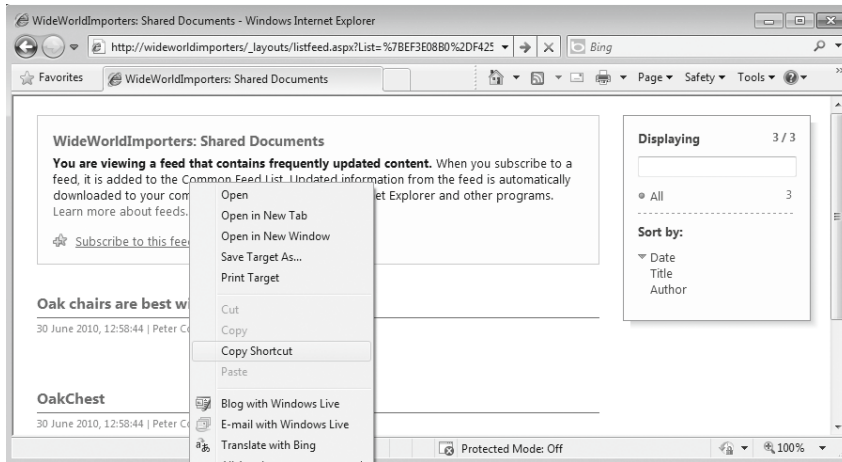 WideWorldImporters: Shared Documents - Windows Internet Explorer
http://wideworldimporters/_layouts/listfeed.aspx?List=%7BEF3E08B0%2DF425
Bing
Favorites
WideWorldImporters: Shared Documents
Page
Safety
Tools
WideWorldImporters: Shared Documents
You are viewing a feed that contains frequently updated content. When you subscribe to a
feed, it is added to the Common Feed List. Updated information from the feed is automatically
downloaded to your com
et Explorer and other programs.
Learn more about feeds.
Subscribe to this fee
Open
Open in New Tab
Open in New Window
Save Target As...
Print Target
Cut
Copy
Copy Shortcut
Paste
Blog with Windows Live
E-mail with Windows Live
Translate with Bing
Displaying 3 / 3
All 3
Sort by:
Date
Title
Author
Oak chairs are best wi
30 June 2010, 12:58:44 | Peter Co
OakChest
30 June 2010, 12:58:44 | Peter Co
Protected Mode: Off
100%